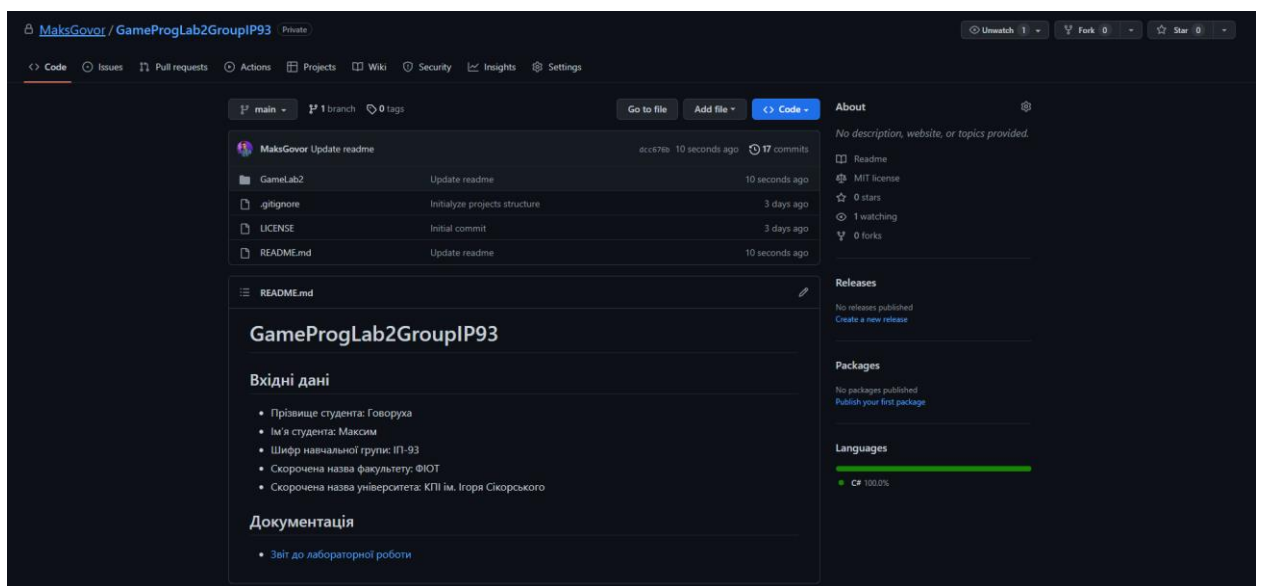 MaksGovor / GameProgLab2GroupIP93 Private
Unwatch 1 Fork 0 Star 0
Code Issues Pull requests Actions Projects Wiki Security Insights Settings
main 1 branch 0 tags Go to file Add file Code
MaksGovor Update readme dcc676b 10 seconds ago 17 commits
GameLab2 Update readme 10 seconds ago
.gitignore Initialyze projects structure 3 days ago
LICENSE Initial commit 3 days ago
README.md Update readme 10 seconds ago
README.md
GameProgLab2GroupIP93
Вхідні дані
Прізвище студента: Говоруха
Ім'я студента: Максим
Шифр навчальної групи: ІП-93
Скорочена назва факультету: ФІОТ
Скорочена назва університета: КПІ ім. Ігоря Сікорського
Документація
Звіт до лабораторної роботи
About
No description, website, or topics provided.
Readme
MIT license
0 stars
1 watching
0 forks
Releases
No releases published
Create a new release
Packages
No packages published
Publish your first package
Languages
C# 100.0%